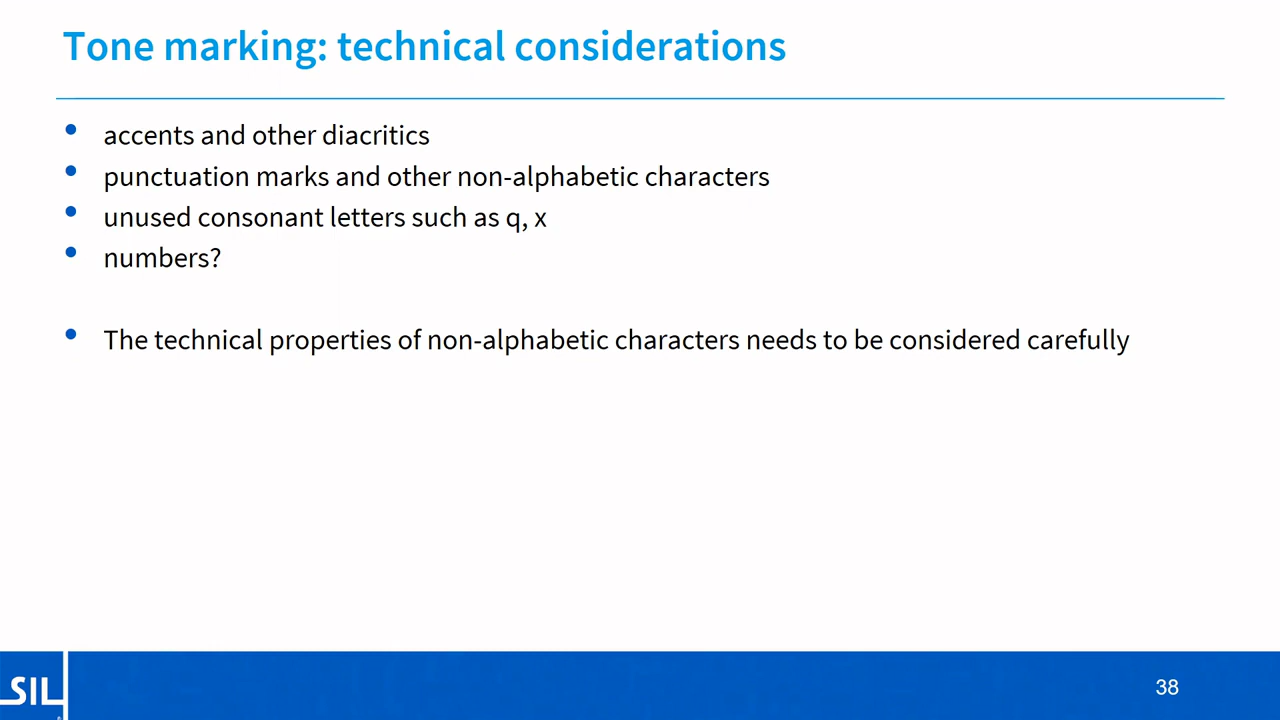 Tone marking: technical considerations
• accents and other diacritics
• punctuation marks and other non-alphabetic characters
• unused consonant letters such as q, x
• numbers?
• The technical properties of non-alphabetic characters needs to be considered carefully
SIL
38